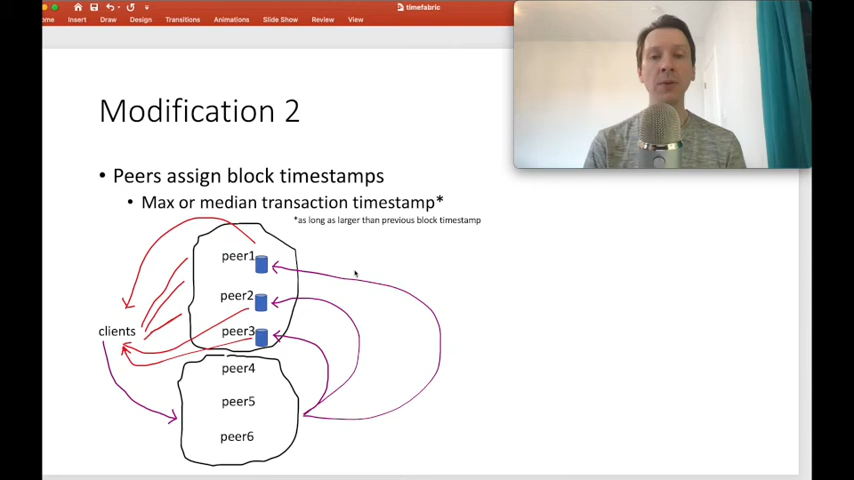 timefabric
ome Insert Draw Design Transitions Animations Slide Show Review View
Modification 2
• Peers assign block timestamps
• Max or median transaction timestamp*
*as long as larger than previous block timestamp
peer1
peer2
clients
peer3
peer4
peer5
peer6